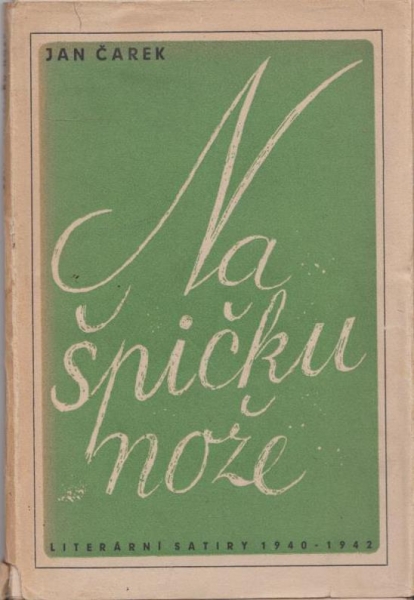 JAN ČAREK
Na
špičku
nože
LITERÁRNÍ SATIRY 1940-1942